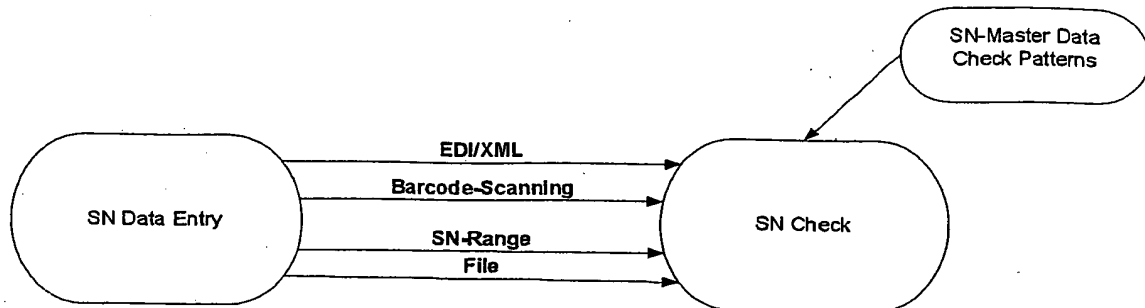 SN-Master Data
Check Patterns
EDI/XML
Barcode-Scanning
SN Data Entry
SN Check
SN-Range
File